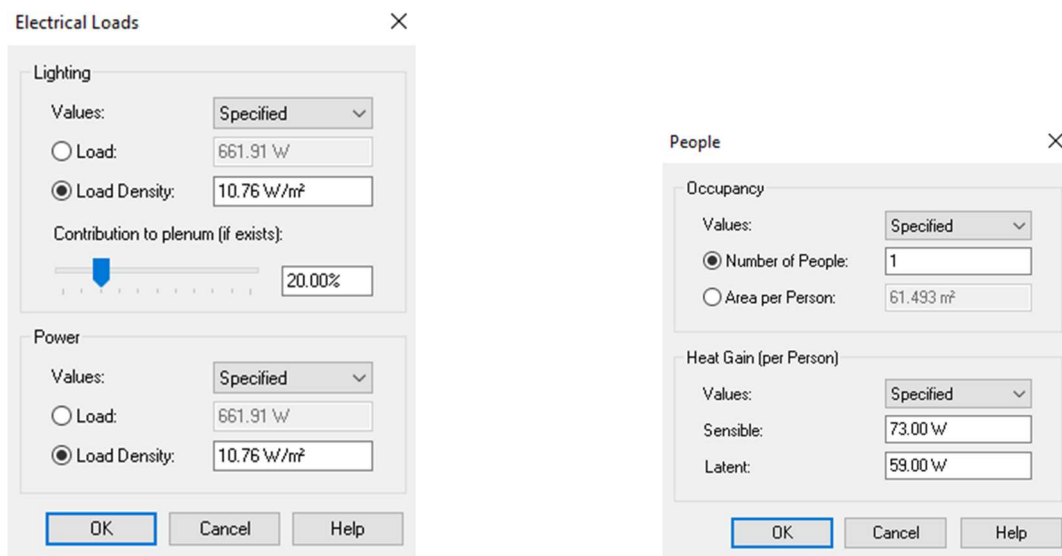 Electrical Loads
Lighting
Values: Specified
Load: 661.91 W
Load Density: 10.76 W/m²
Contribution to plenum (if exists):
20.00%
Power
Values: Specified
Load: 661.91 W
Load Density: 10.76 W/m²
OK Cancel Help
People
Occupancy
Values: Specified
Number of People: 1
Area per Person: 61.493 m²
Heat Gain (per Person)
Values: Specified
Sensible: 73.00 W
Latent: 59.00 W
OK Cancel Help